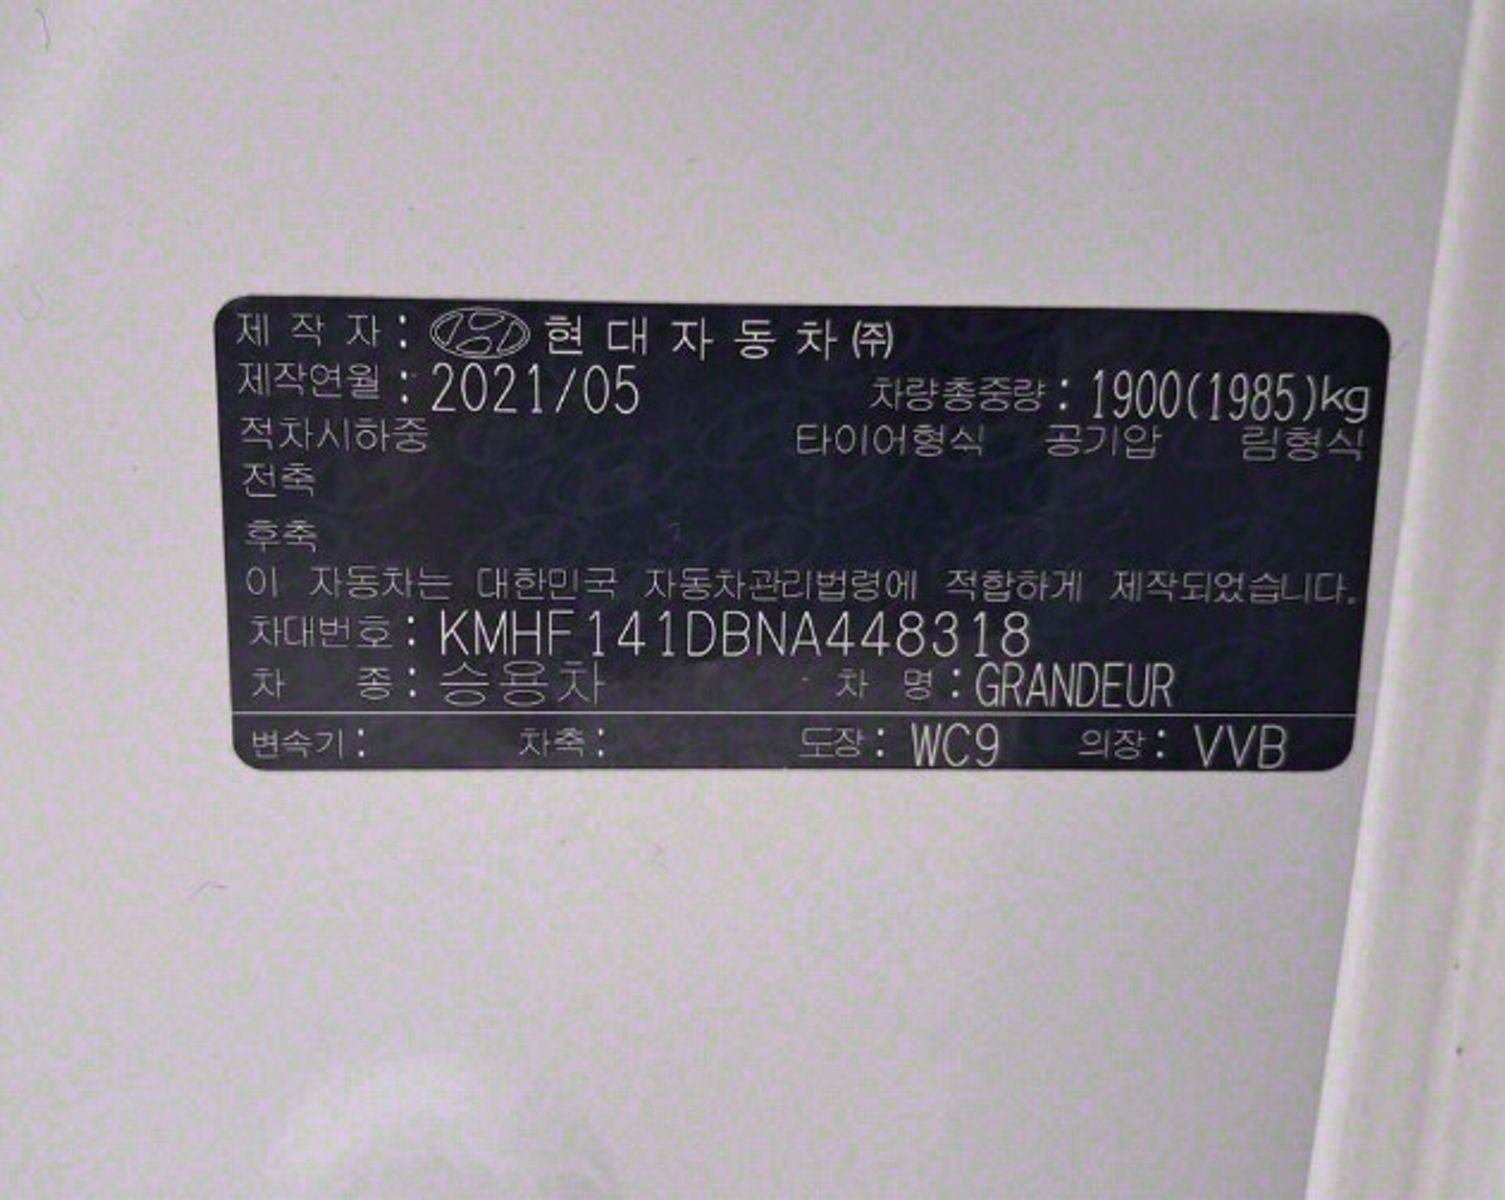 제 작 자 : 현 대 자 동 차 ㈜
제작연월 : 2021/05 차량총중량 : 1900(1985)kg
적차시하중 타이어형식 공기압 림형식
전축
후축
이 자동차는 대한민국 자동차관리법령에 적합하게 제작되었습니다.
차대번호 : KMHF141DBNA448318
차 종 : 승용차 차 명 : GRANDEUR
변속기 : 차축 : 도장 : WC9 의장 : VVB